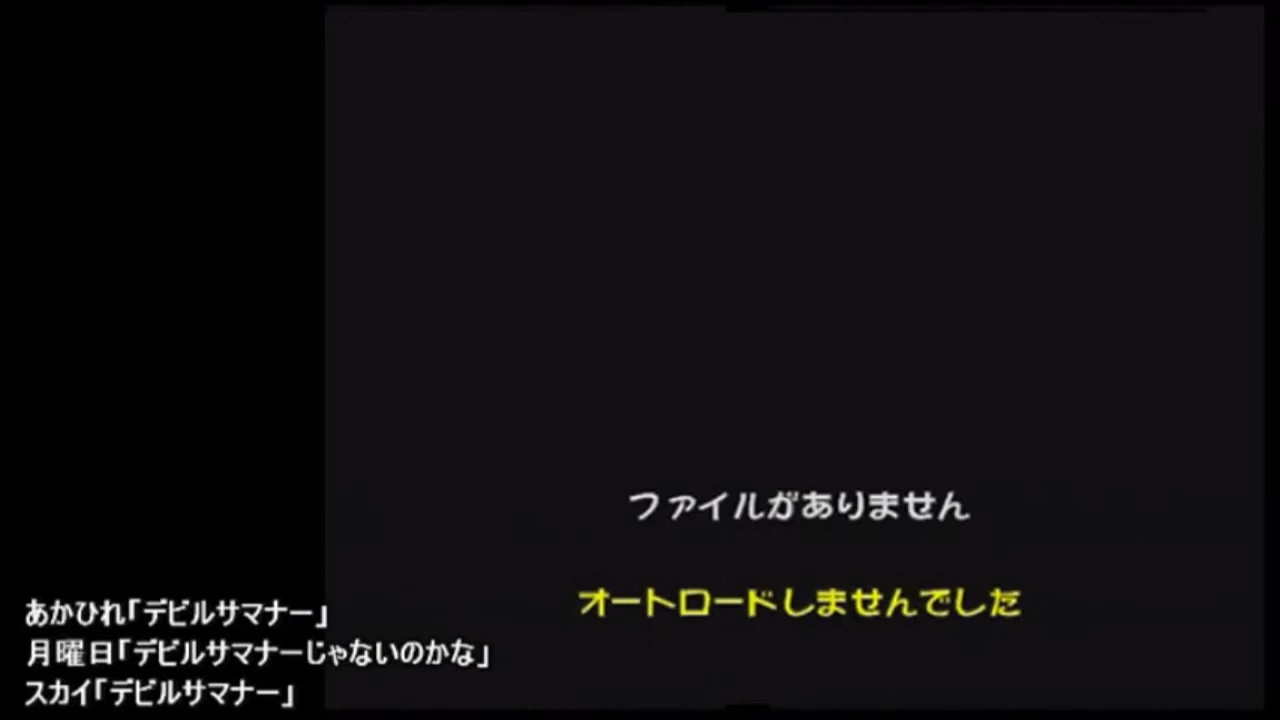 ファイルがありません
オートロードしませんでした
あかひれ「デビルサマナー」
月曜日「デビルサマナーじゃないのかな」
スカイ「デビルサマナー」